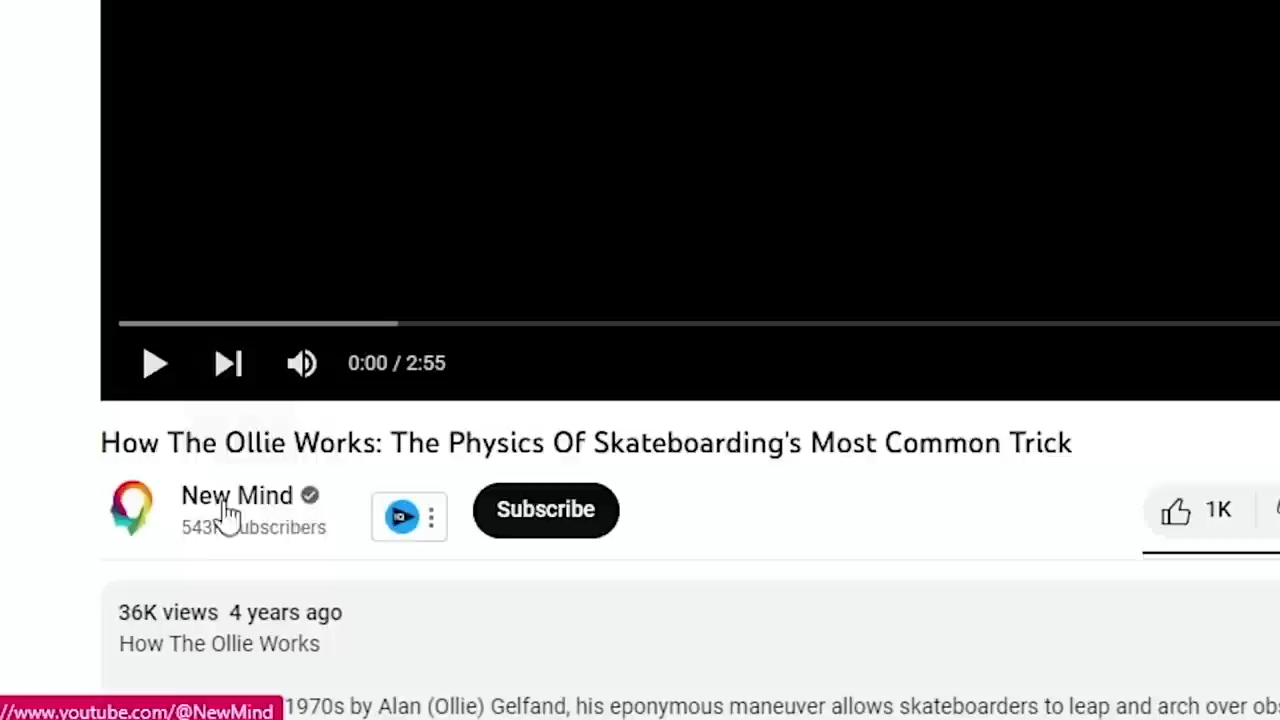 0:00 / 2:55
How The Ollie Works: The Physics Of Skateboarding's Most Common Trick
New Mind
subscribers
Subscribe
1K
36K views 4 years ago
How The Ollie Works
1970s by Alan (Ollie) Gelfand, his eponymous maneuver allows skateboarders to leap and arch over
//www.youtube.com/@NewMind